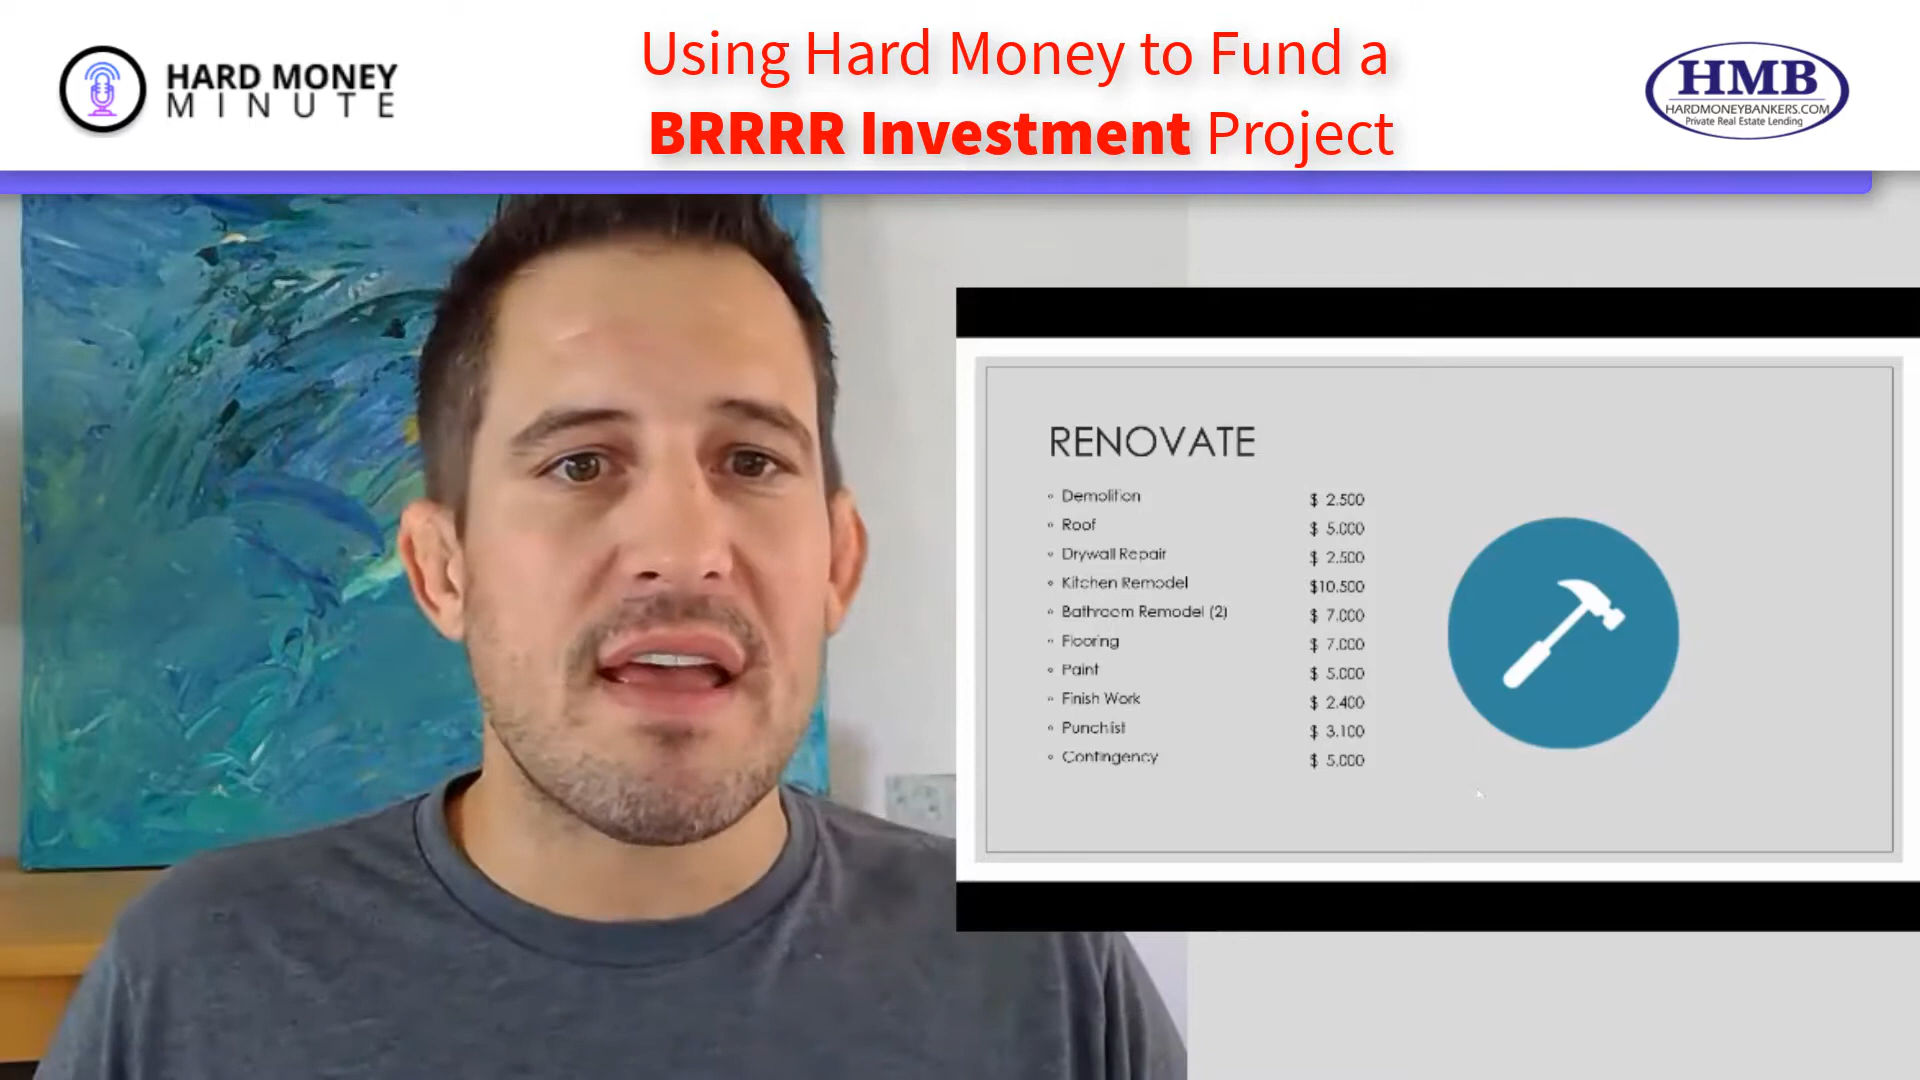 HARD MONEY
MINUTE
Using Hard Money to Fund a
BRRRR Investment Project
HMB
HARDMONEYBANKERS.COM
Private Real Estate Lending
RENOVATE
Demolition $ 2,500
Roof $ 5,000
Drywall Repair $ 2,500
Kitchen Remodel $10,500
Bathroom Remodel (2) $ 7,000
Flooring $ 7,000
Paint $ 5,000
Finish Work $ 2,400
Punchlist $ 3,100
Contingency $ 5,000